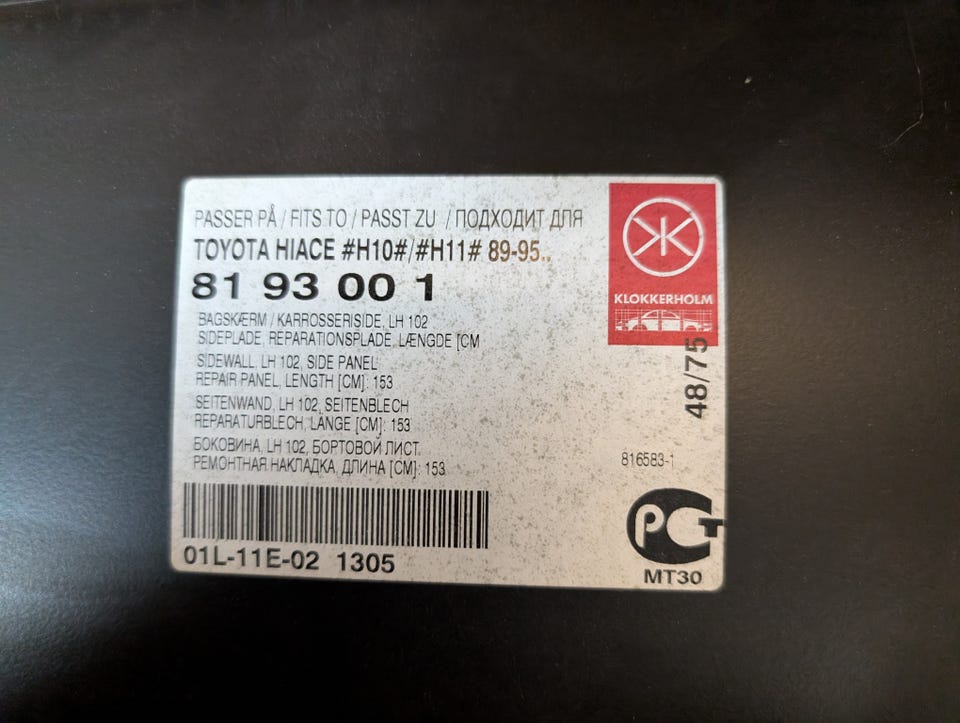 PASSER PÅ / FITS TO / PASST ZU / ПОДХОДИТ ДЛЯ
TOYOTA HIACE #H10#/#H11# 89-95..
81 93 00 1
BAGSKÆRM / KARROSSERISIDE, LH 102
SIDEPLADE, REPARATIONSPLADE, LÆNGDE [CM
SIDEWALL, LH 102, SIDE PANEL
REPAIR PANEL, LENGTH [CM]: 153
SEITENWAND, LH 102, SEITENBLECH
REPARATURBLECH, LÄNGE [CM]: 153
БОКОВИНА, LH 102, БОРТОВОЙ ЛИСТ
РЕМОНТНАЯ НАКЛАДКА, ДЛИНА [CM]: 153
01L-11E-02 1305
KLOKKERHOLM
48/75
816583-1
РСТ
MT30